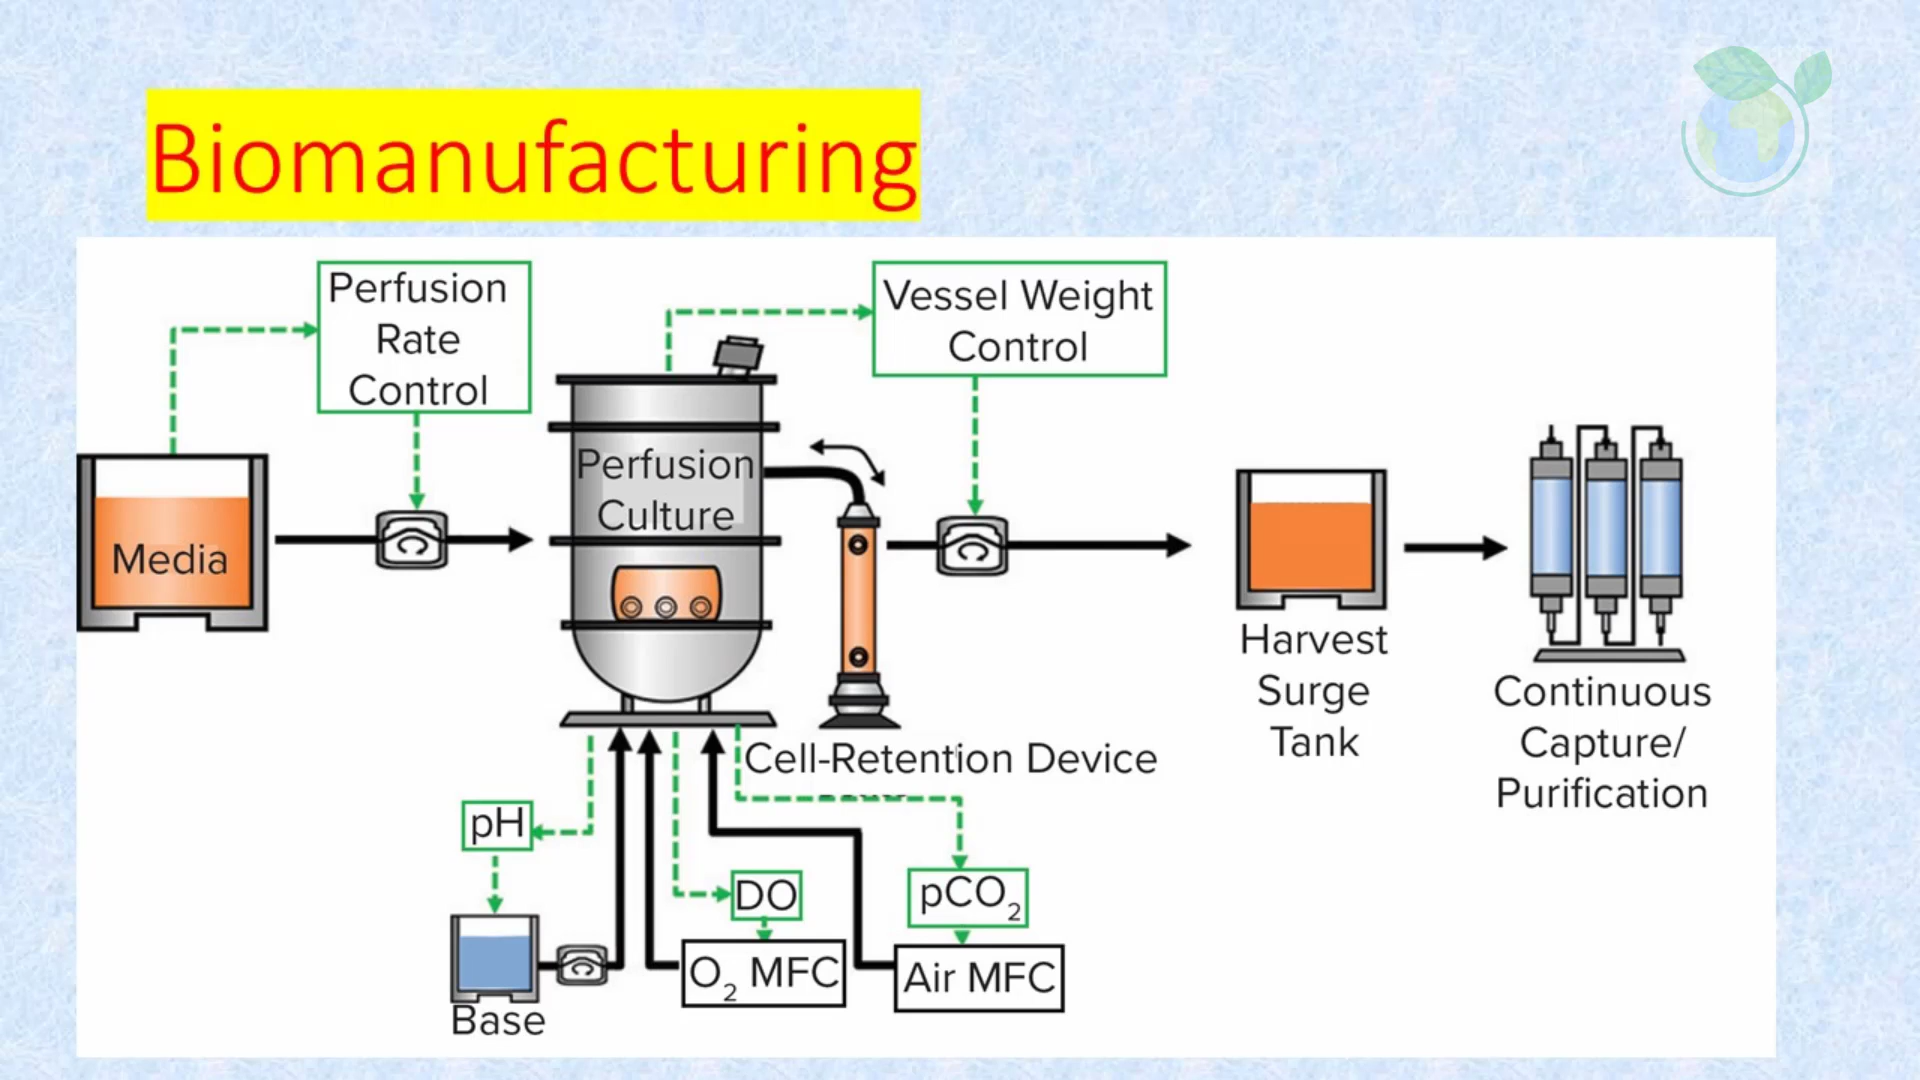 Biomanufacturing
Perfusion
Rate
Control
Vessel Weight
Control
Media
Perfusion
Culture
Harvest
Surge
Tank
Continuous
Capture/
Purification
Cell-Retention Device
pH
DO
pCO₂
Base
O₂ MFC
Air MFC